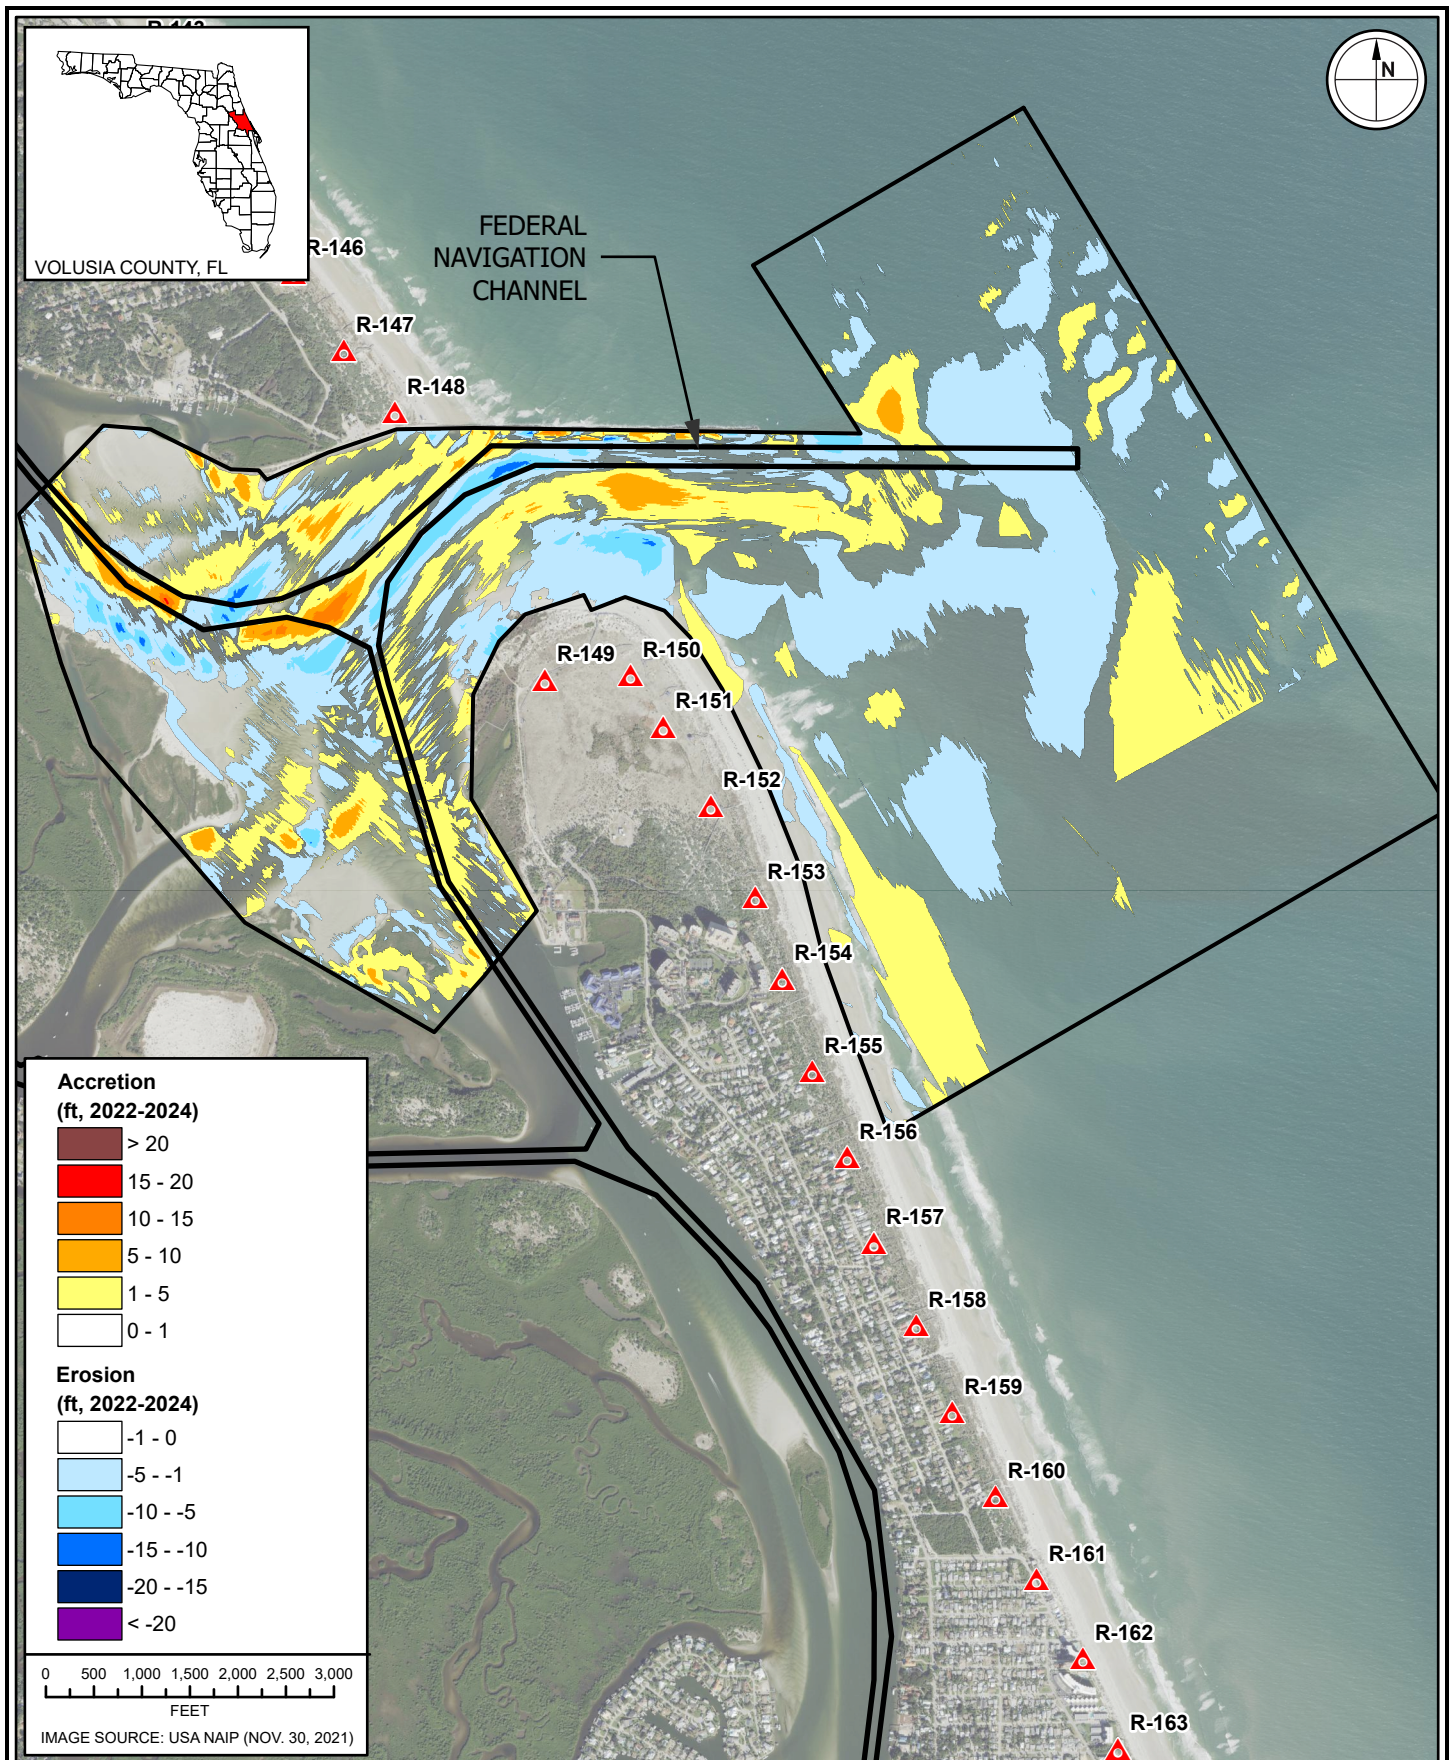 VOLUSIA COUNTY, FL
N
FEDERAL
NAVIGATION
CHANNEL
R-146
R-147
R-148
R-149
R-150
R-151
R-152
R-153
R-154
R-155
R-156
R-157
R-158
R-159
R-160
R-161
R-162
R-163
Accretion
(ft, 2022-2024)
> 20
15 - 20
10 - 15
5 - 10
1 - 5
0 - 1
Erosion
(ft, 2022-2024)
-1 - 0
-5 - -1
-10 - -5
-15 - -10
-20 - -15
< -20
0 500 1,000 1,500 2,000 2,500 3,000
FEET
IMAGE SOURCE: USA NAIP (NOV. 30, 2021)